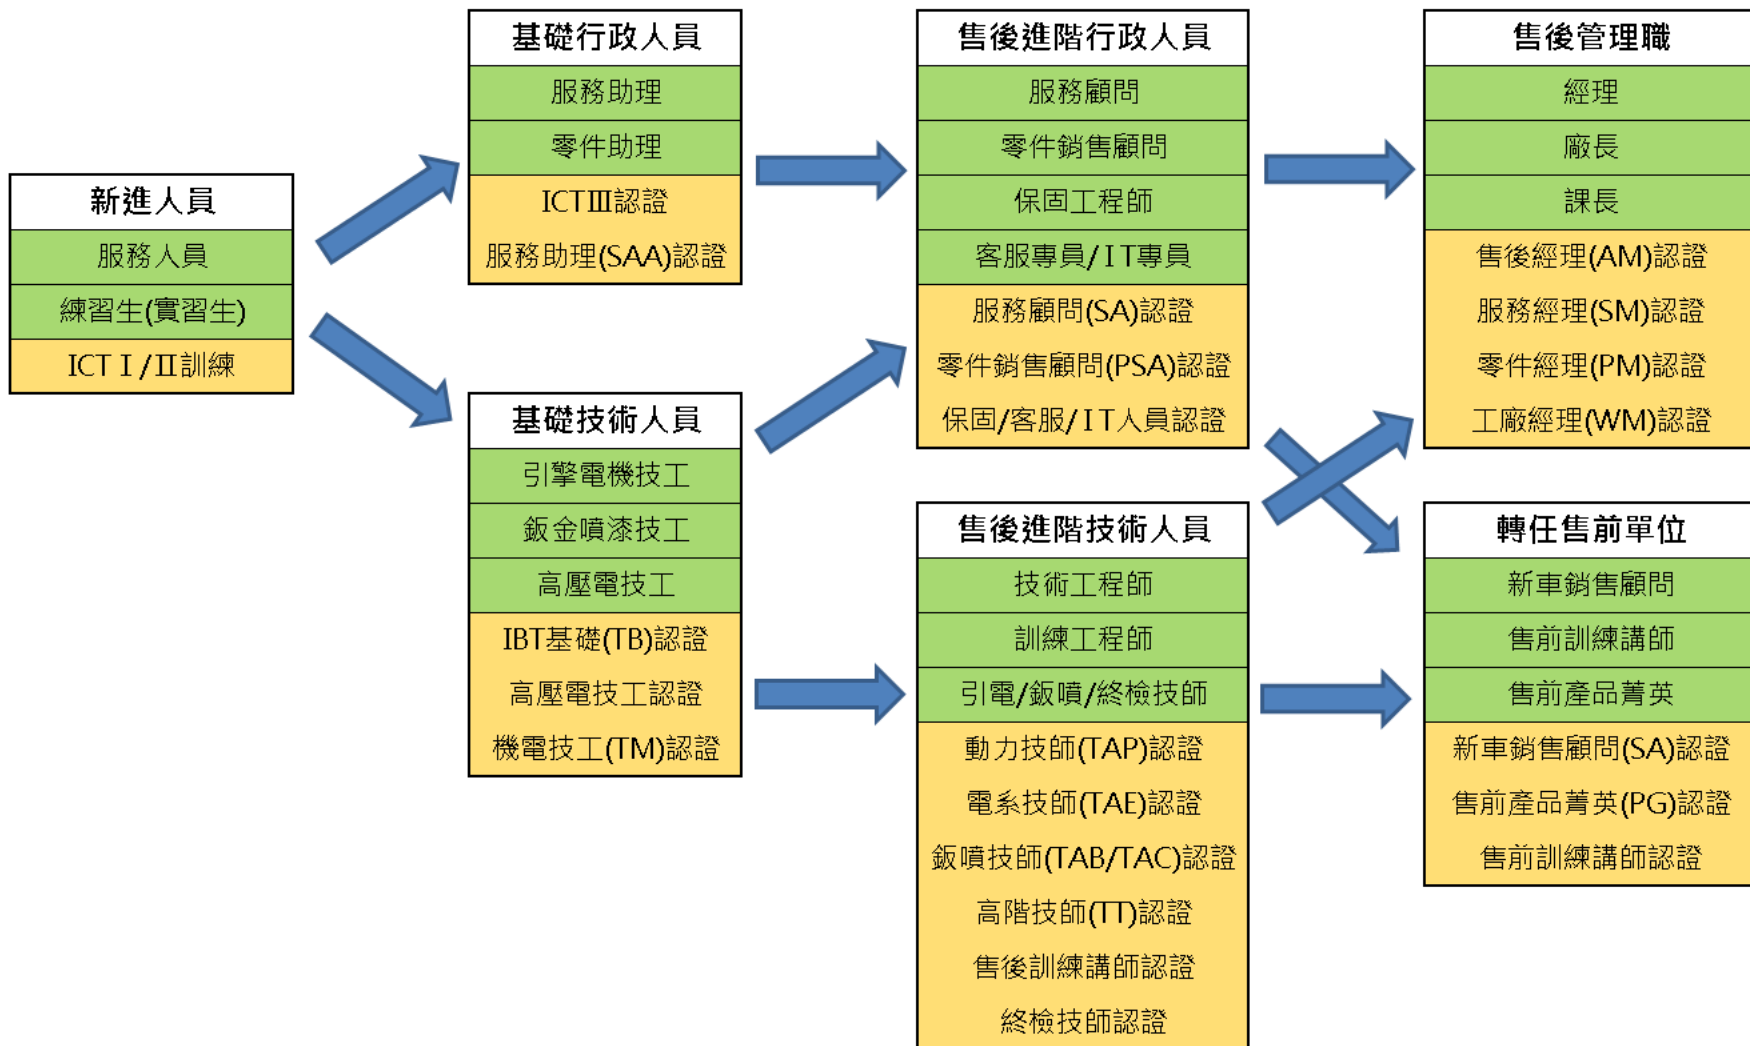 新進人員
服務人員
練習生(實習生)
ICTⅠ/Ⅱ訓練
基礎行政人員
服務助理
零件助理
ICTⅢ認證
服務助理(SAA)認證
基礎技術人員
引擎電機技工
鈑金噴漆技工
高壓電技工
IBT基礎(TB)認證
高壓電技工認證
機電技工(TM)認證
售後進階行政人員
服務顧問
零件銷售顧問
保固工程師
客服專員/IT專員
服務顧問(SA)認證
零件銷售顧問(PSA)認證
保固/客服/IT人員認證
售後進階技術人員
技術工程師
訓練工程師
引電/鈑噴/終檢技師
動力技師(TAP)認證
電系技師(TAE)認證
鈑噴技師(TAB/TAC)認證
高階技師(TT)認證
售後訓練講師認證
終檢技師認證
售後管理職
經理
廠長
課長
售後經理(AM)認證
服務經理(SM)認證
零件經理(PM)認證
工廠經理(WM)認證
轉任售前單位
新車銷售顧問
售前訓練講師
售前產品菁英
新車銷售顧問(SA)認證
售前產品菁英(PG)認證
售前訓練講師認證